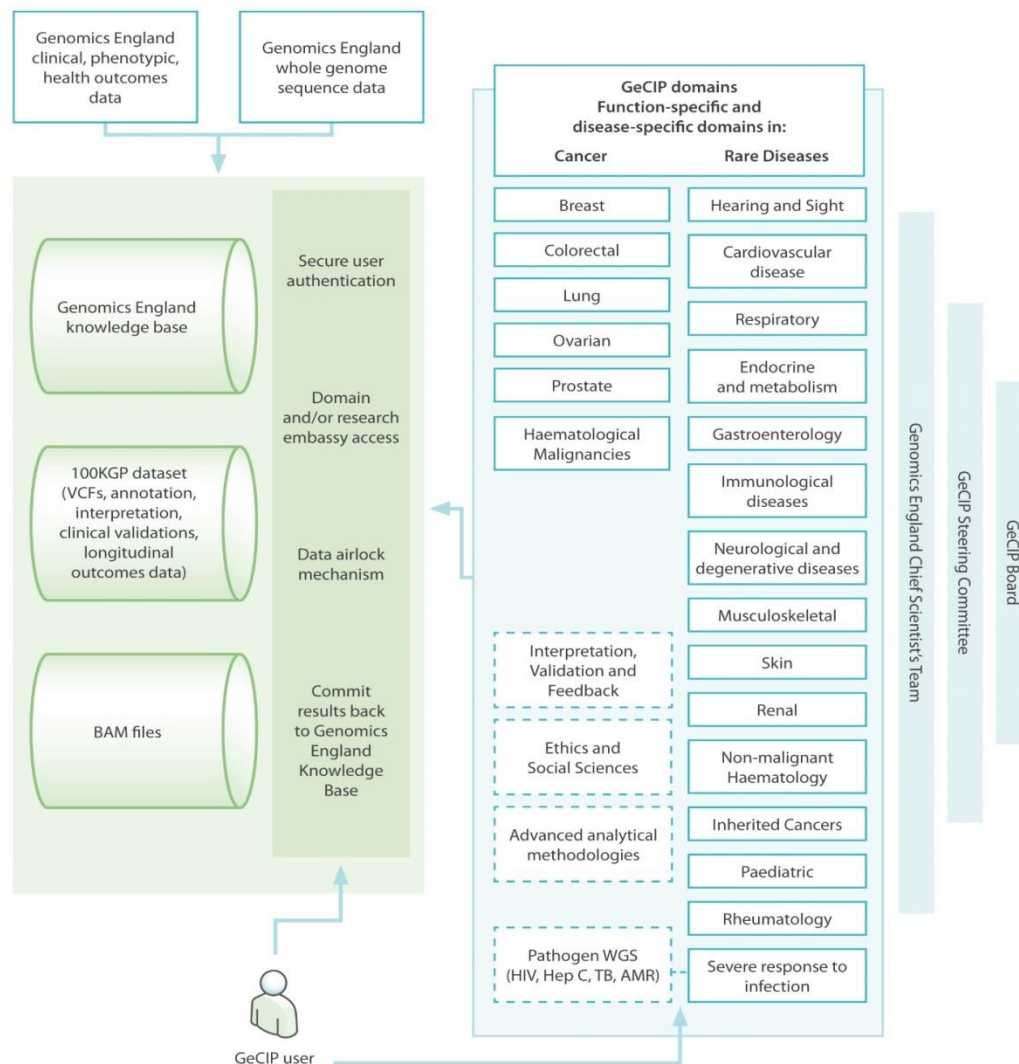 Genomics England
clinical, phenotypic,
health outcomes
data
Genomics England
whole genome
sequence data
Genomics England
knowledge base
100KGP dataset
(VCFs, annotation,
interpretation,
clinical validations,
longitudinal
outcomes data)
BAM files
Secure user
authentication
Domain
and/or research
embassy access
Data airlock
mechanism
Commit
results back
to Genomics
England
Knowledge
Base
GeCIP user
GeCIP domains
Function-specific and
disease-specific domains in:
Cancer
Breast
Colorectal
Lung
Ovarian
Prostate
Haematological
Malignancies
Interpretation,
Validation and
Feedback
Ethics and
Social Sciences
Advanced analytical
methodologies
Pathogen WGS
(HIV, Hep C, TB, AMR)
Rare Diseases
Hearing and Sight
Cardiovascular
disease
Respiratory
Endocrine
and metabolism
Gastroenterology
Immunological
diseases
Neurological and
degenerative diseases
Musculoskeletal
Skin
Renal
Non-malignant
Haematology
Inherited Cancers
Paediatric
Rheumatology
Severe response to
infection
Genomics England Chief Scientist's Team
GeCIP Steering Committee
GeCIP Board